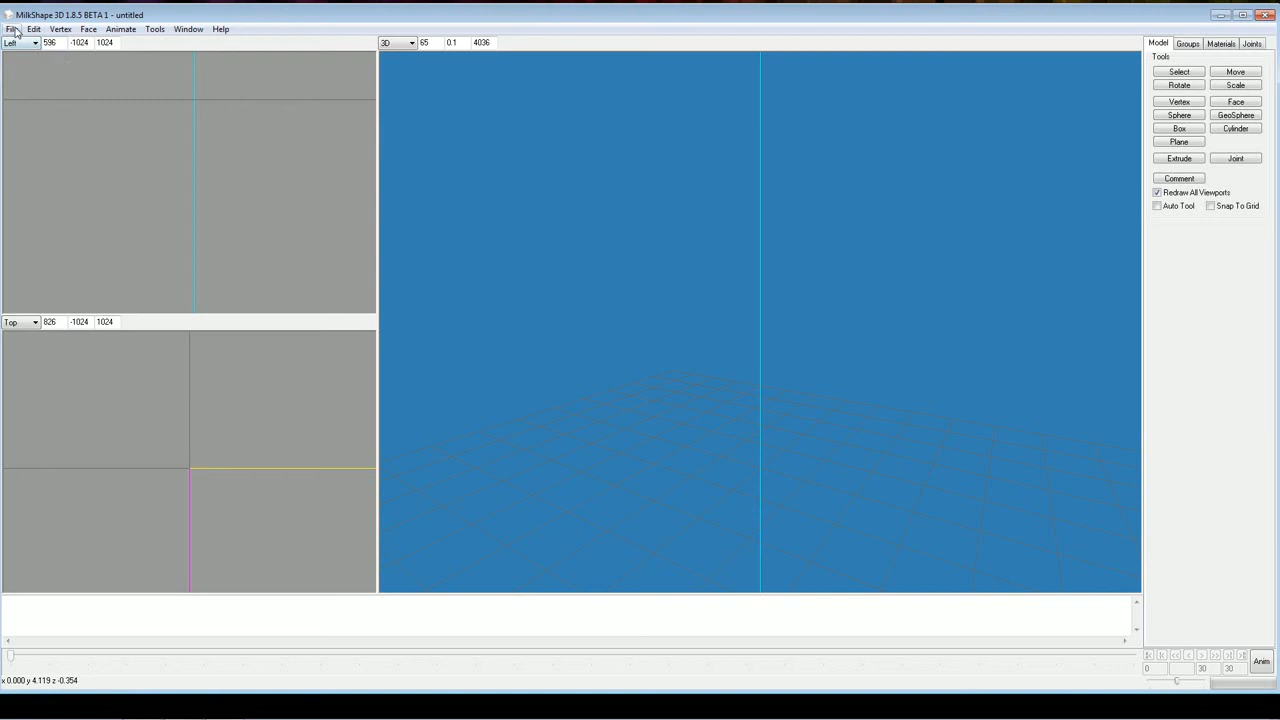 MilkShape 3D 1.8.5 BETA 1 - untitled
File Edit Vertex Face Animate Tools Window Help
Left 596 -1024 1024 3D 65 0.1 4036 Model Groups Materials Joints
Tools
Select Move
Rotate Scale
Vertex Face
Sphere GeoSphere
Box Cylinder
Plane
Extrude Joint
Comment
Redraw All Viewports
Auto Tool Snap To Grid
Top 826 -1024 1024
Anim
0 30 30
x 0.000 y 4.119 z -0.354